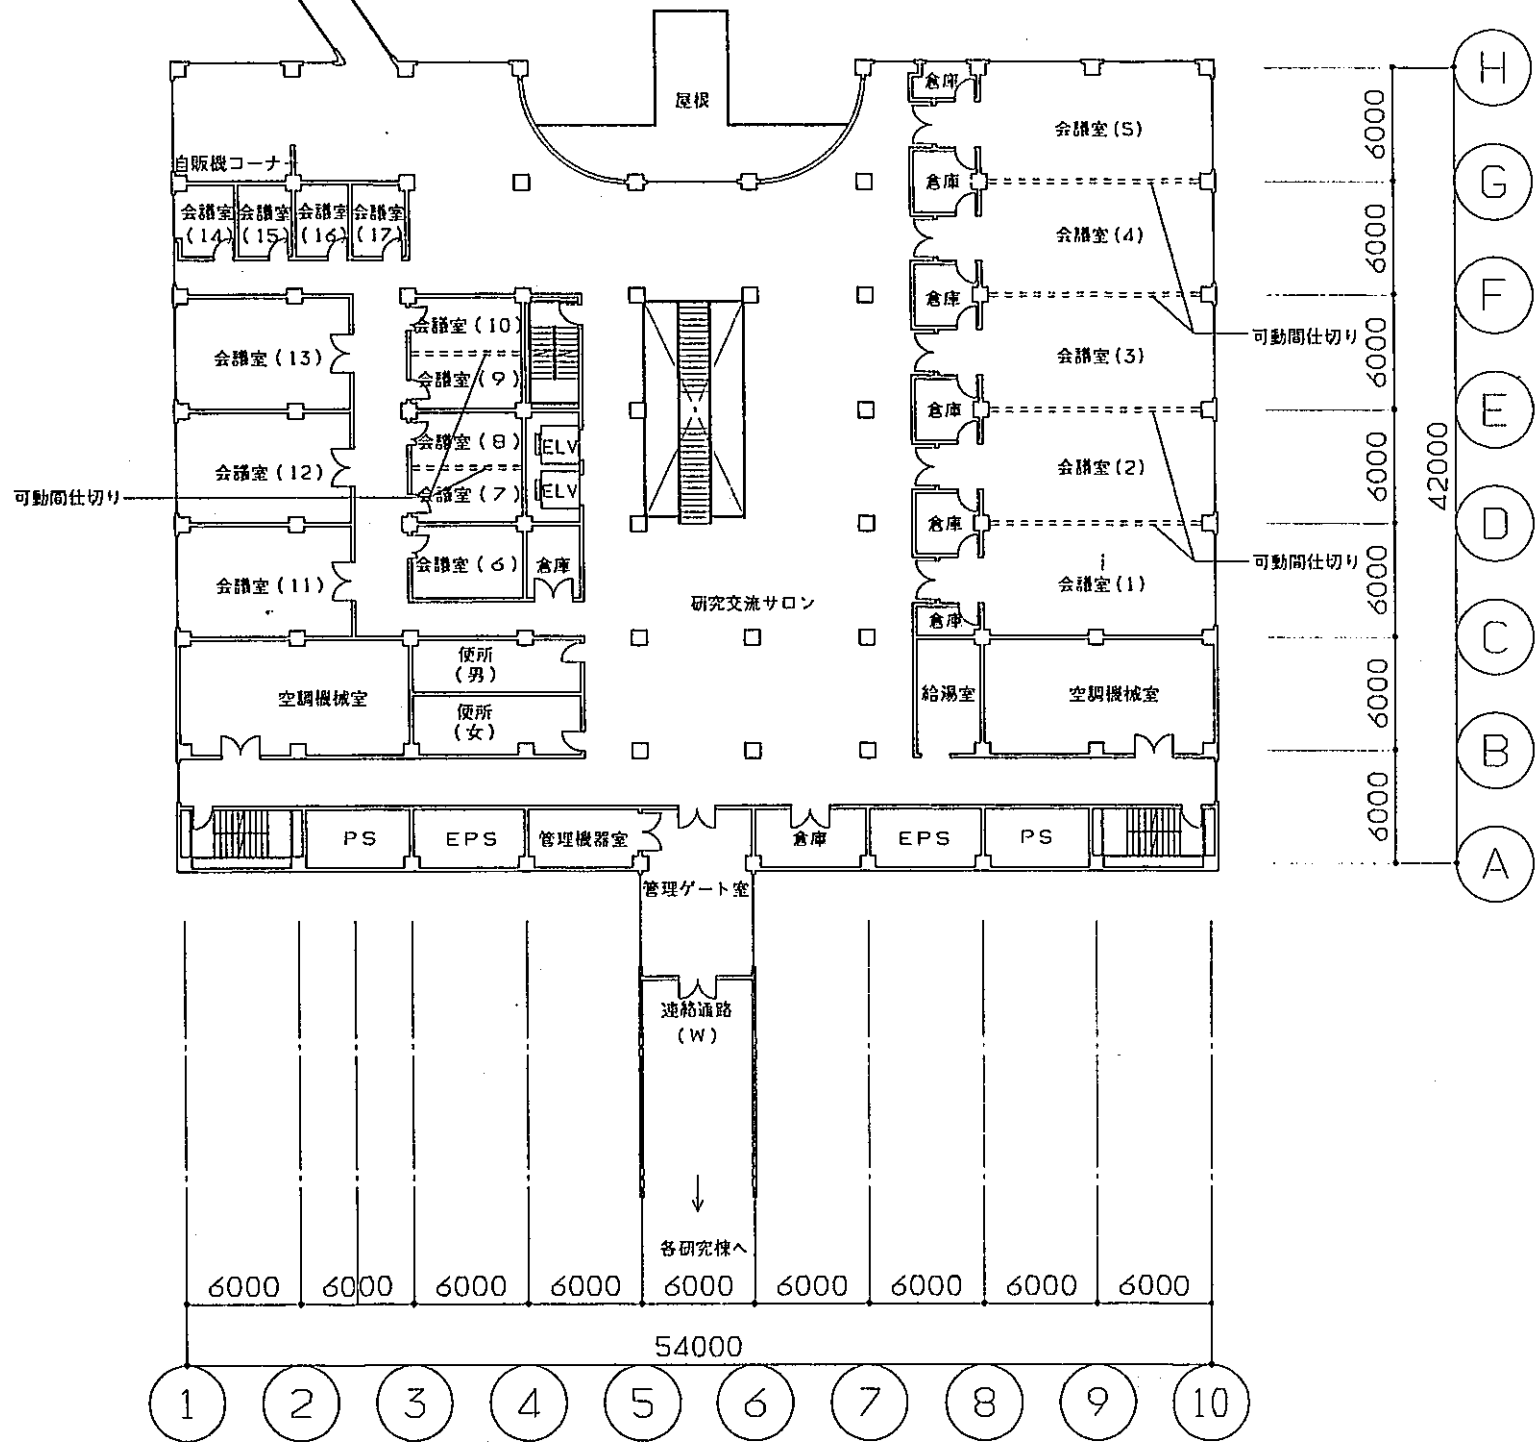 屋根
倉庫
会議室(5)
H
6000
自販機コーナー
倉庫
G
会議室
(14)
会議室
(15)
会議室
(16)
会議室
(17)
会議室(4)
6000
倉庫
F
会議室(10)
可動間仕切り
会議室(13)
会議室(9)
会議室(3)
6000
倉庫
E
会議室(8)
ELV
会議室(12)
会議室(2)
6000
42000
可動間仕切り
会議室(7)
ELV
倉庫
D
会議室(11)
会議室(6)
倉庫
可動間仕切り
会議室(1)
6000
研究交流サロン
倉庫
C
便所
(男)
空調機械室
便所
(女)
給湯室
空調機械室
6000
B
6000
PS
EPS
管理機器室
倉庫
EPS
PS
A
管理ゲート室
連絡通路
(W)
各研究棟へ
6000
6000
6000
6000
6000
6000
6000
6000
6000
54000
1
2
3
4
5
6
7
8
9
10